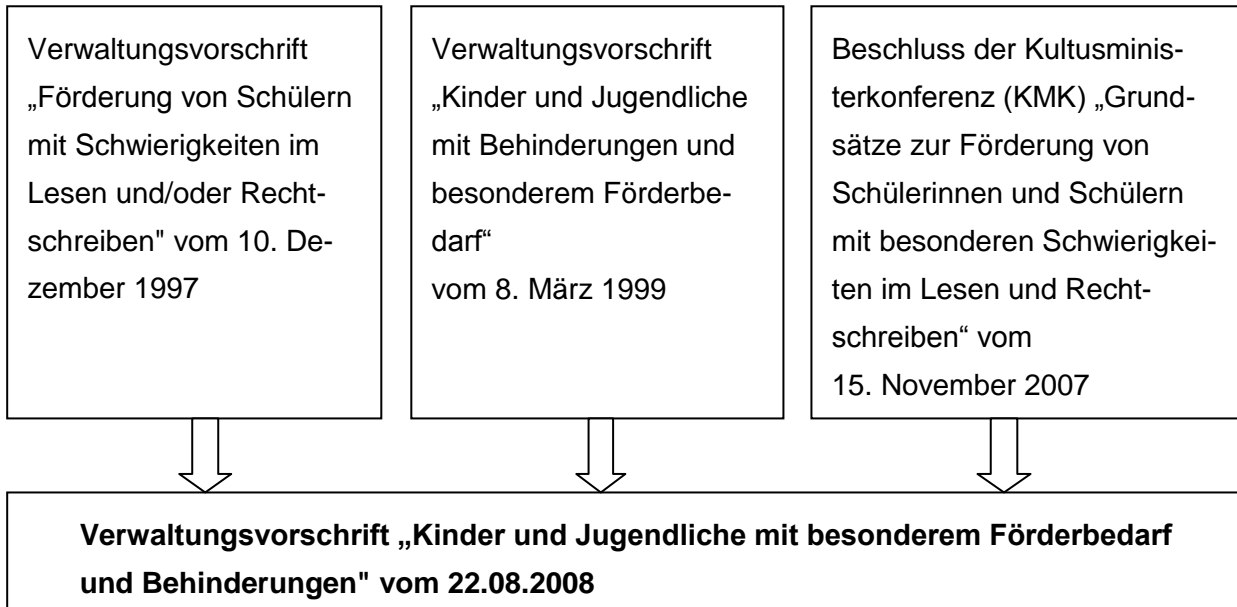 Verwaltungsvorschrift
„Förderung von Schülern
mit Schwierigkeiten im
Lesen und/oder Recht-
schreiben" vom 10. De-
zember 1997
Verwaltungsvorschrift
„Kinder und Jugendliche
mit Behinderungen und
besonderem Förderbe-
darf“
vom 8. März 1999
Beschluss der Kultusminis-
terkonferenz (KMK) „Grund-
sätze zur Förderung von
Schülerinnen und Schülern
mit besonderen Schwierigkei-
ten im Lesen und Recht-
schreiben“ vom
15. November 2007
Verwaltungsvorschrift „Kinder und Jugendliche mit besonderem Förderbedarf
und Behinderungen" vom 22.08.2008